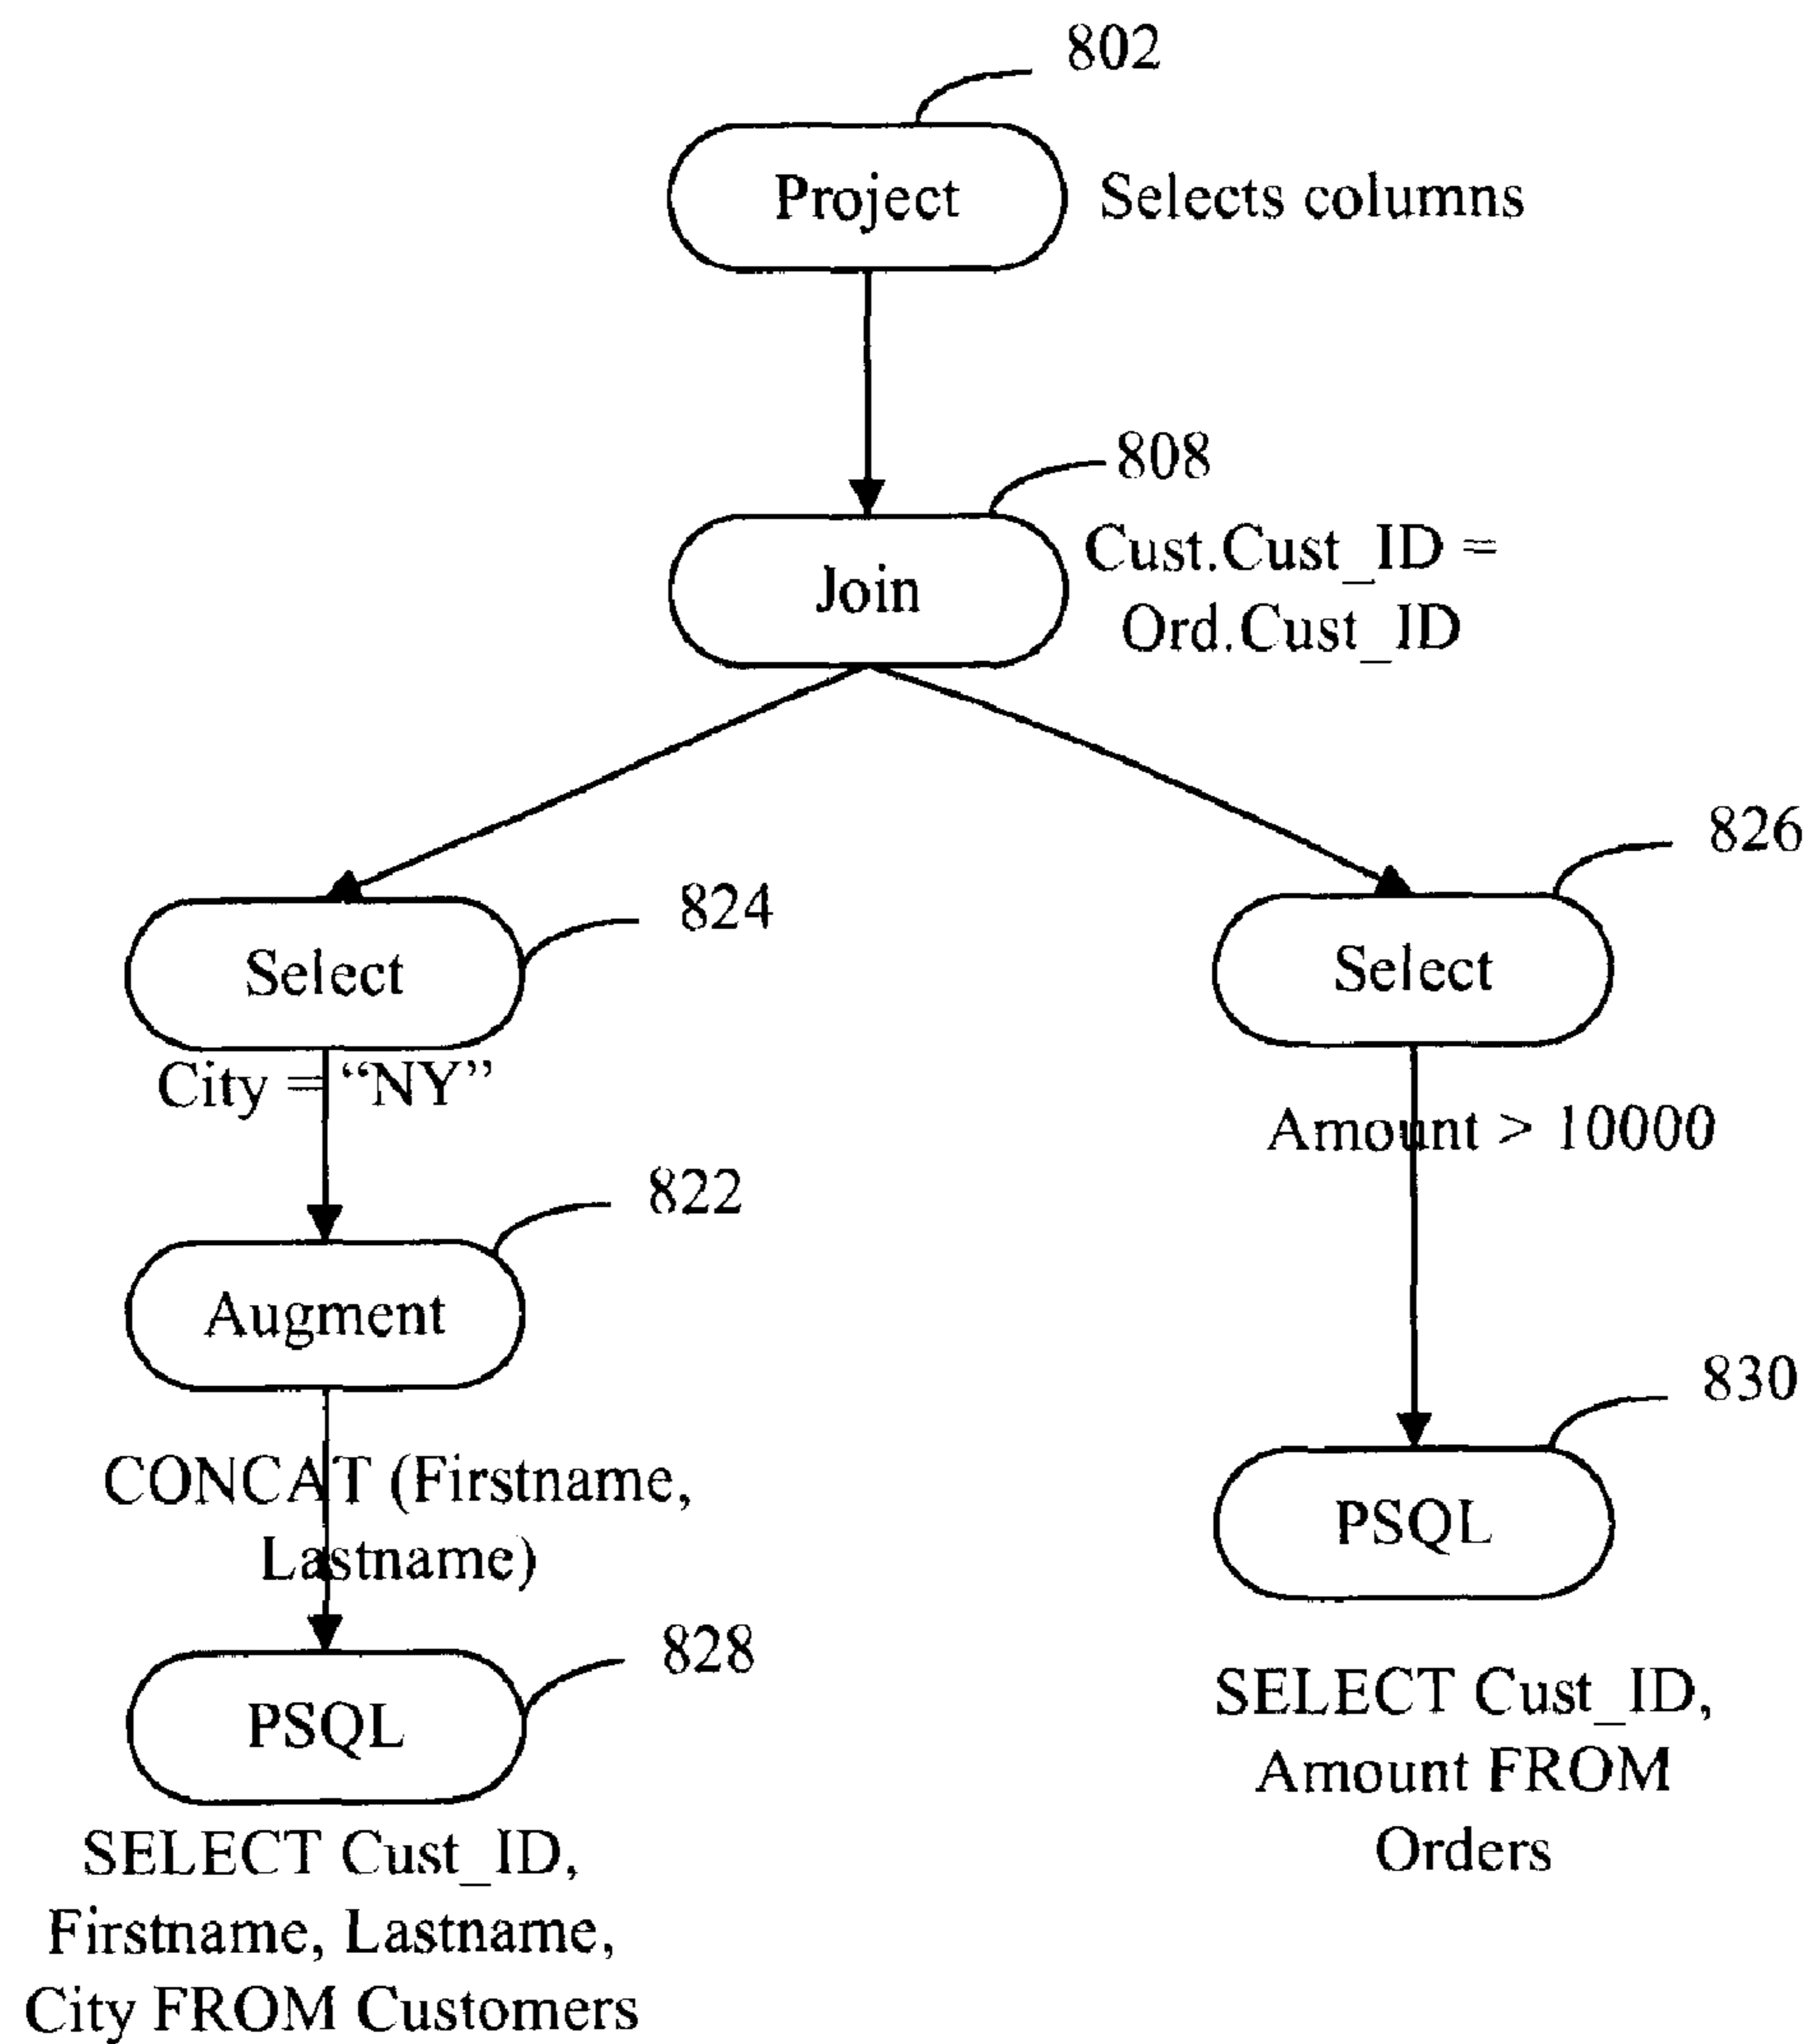 802
Project
Selects columns
808
Join
Cust.Cust_ID =
Ord.Cust_ID
826
824
Select
Select
City = “NY”
Amount > 10000
822
Augment
830
CONCAT (Firstname,
Lastname)
PSQL
828
PSQL
SELECT Cust_ID,
Amount FROM
Orders
SELECT Cust_ID,
Firstname, Lastname,
City FROM Customers